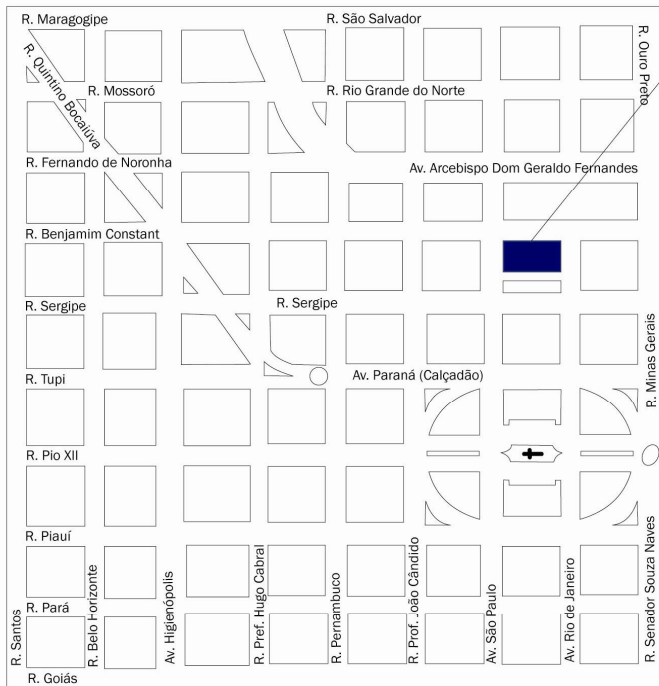 R. Maragogipe
R. São Salvador
R. Ouro Preto
R. Quintino Bocaiúva
R. Mossoró
R. Rio Grande do Norte
R. Fernando de Noronha
Av. Arcebispo Dom Geraldo Fernandes
R. Benjamim Constant
R. Sergipe
R. Sergipe
R. Minas Gerais
R. Tupi
Av. Paraná (Calçadão)
R. Pio XII
R. Piauí
R. Pará
R. Santos
R. Belo Horizonte
Av. Higienópolis
R. Pref. Hugo Cabral
R. Pernambuco
R. Prof. João Cândido
Av. São Paulo
Av. Rio de Janeiro
R. Senador Souza Naves
R. Goiás